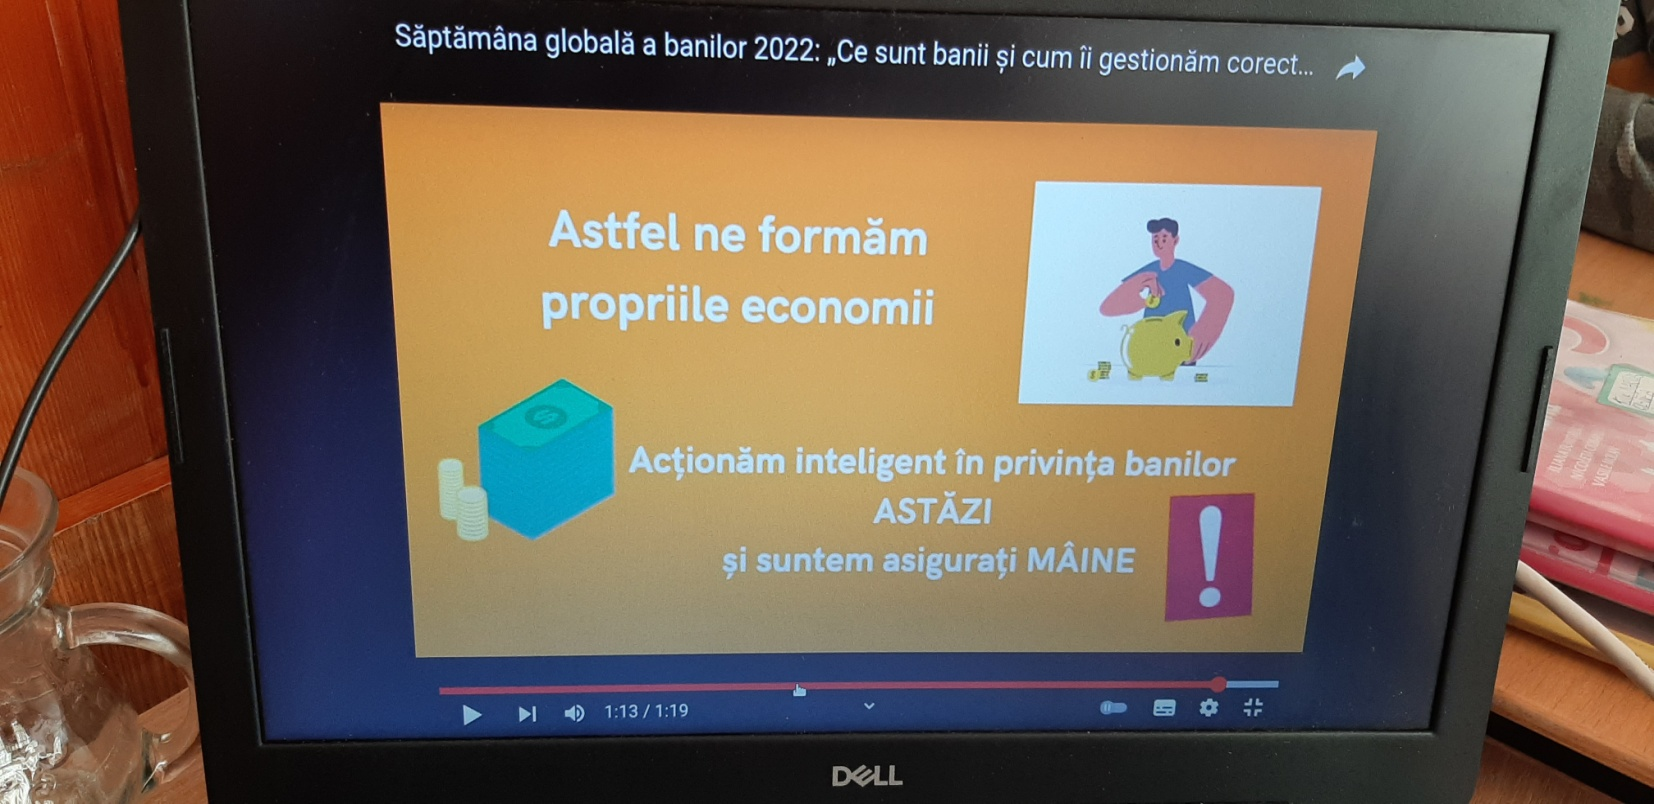 Săptămâna globală a banilor 2022: „Ce sunt banii și cum îi gestionăm corect...
Astfel ne formăm
propriile economii
Acționăm inteligent în privința banilor
ASTĂZI
și suntem asigurați MÂINE
!
1:13 / 1:19
DELL